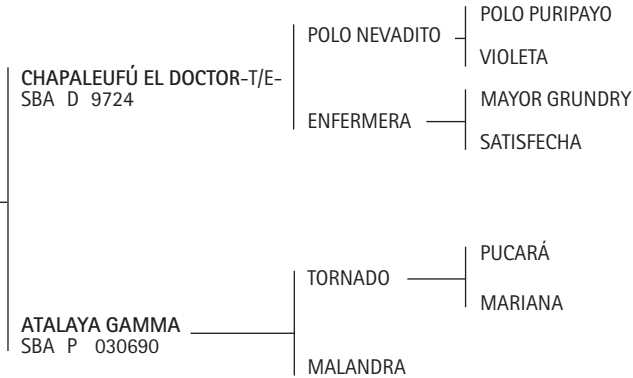 POLO PURIPAYO
POLO NEVADITO
VIOLETA
CHAPALEUFÚ EL DOCTOR-T/E-
SBA D 9724
MAYOR GRUNDRY
ENFERMERA
SATISFECHA
PUCARÁ
TORNADO
MARIANA
ATALAYA GAMMA
SBA P 030690
MALANDRA